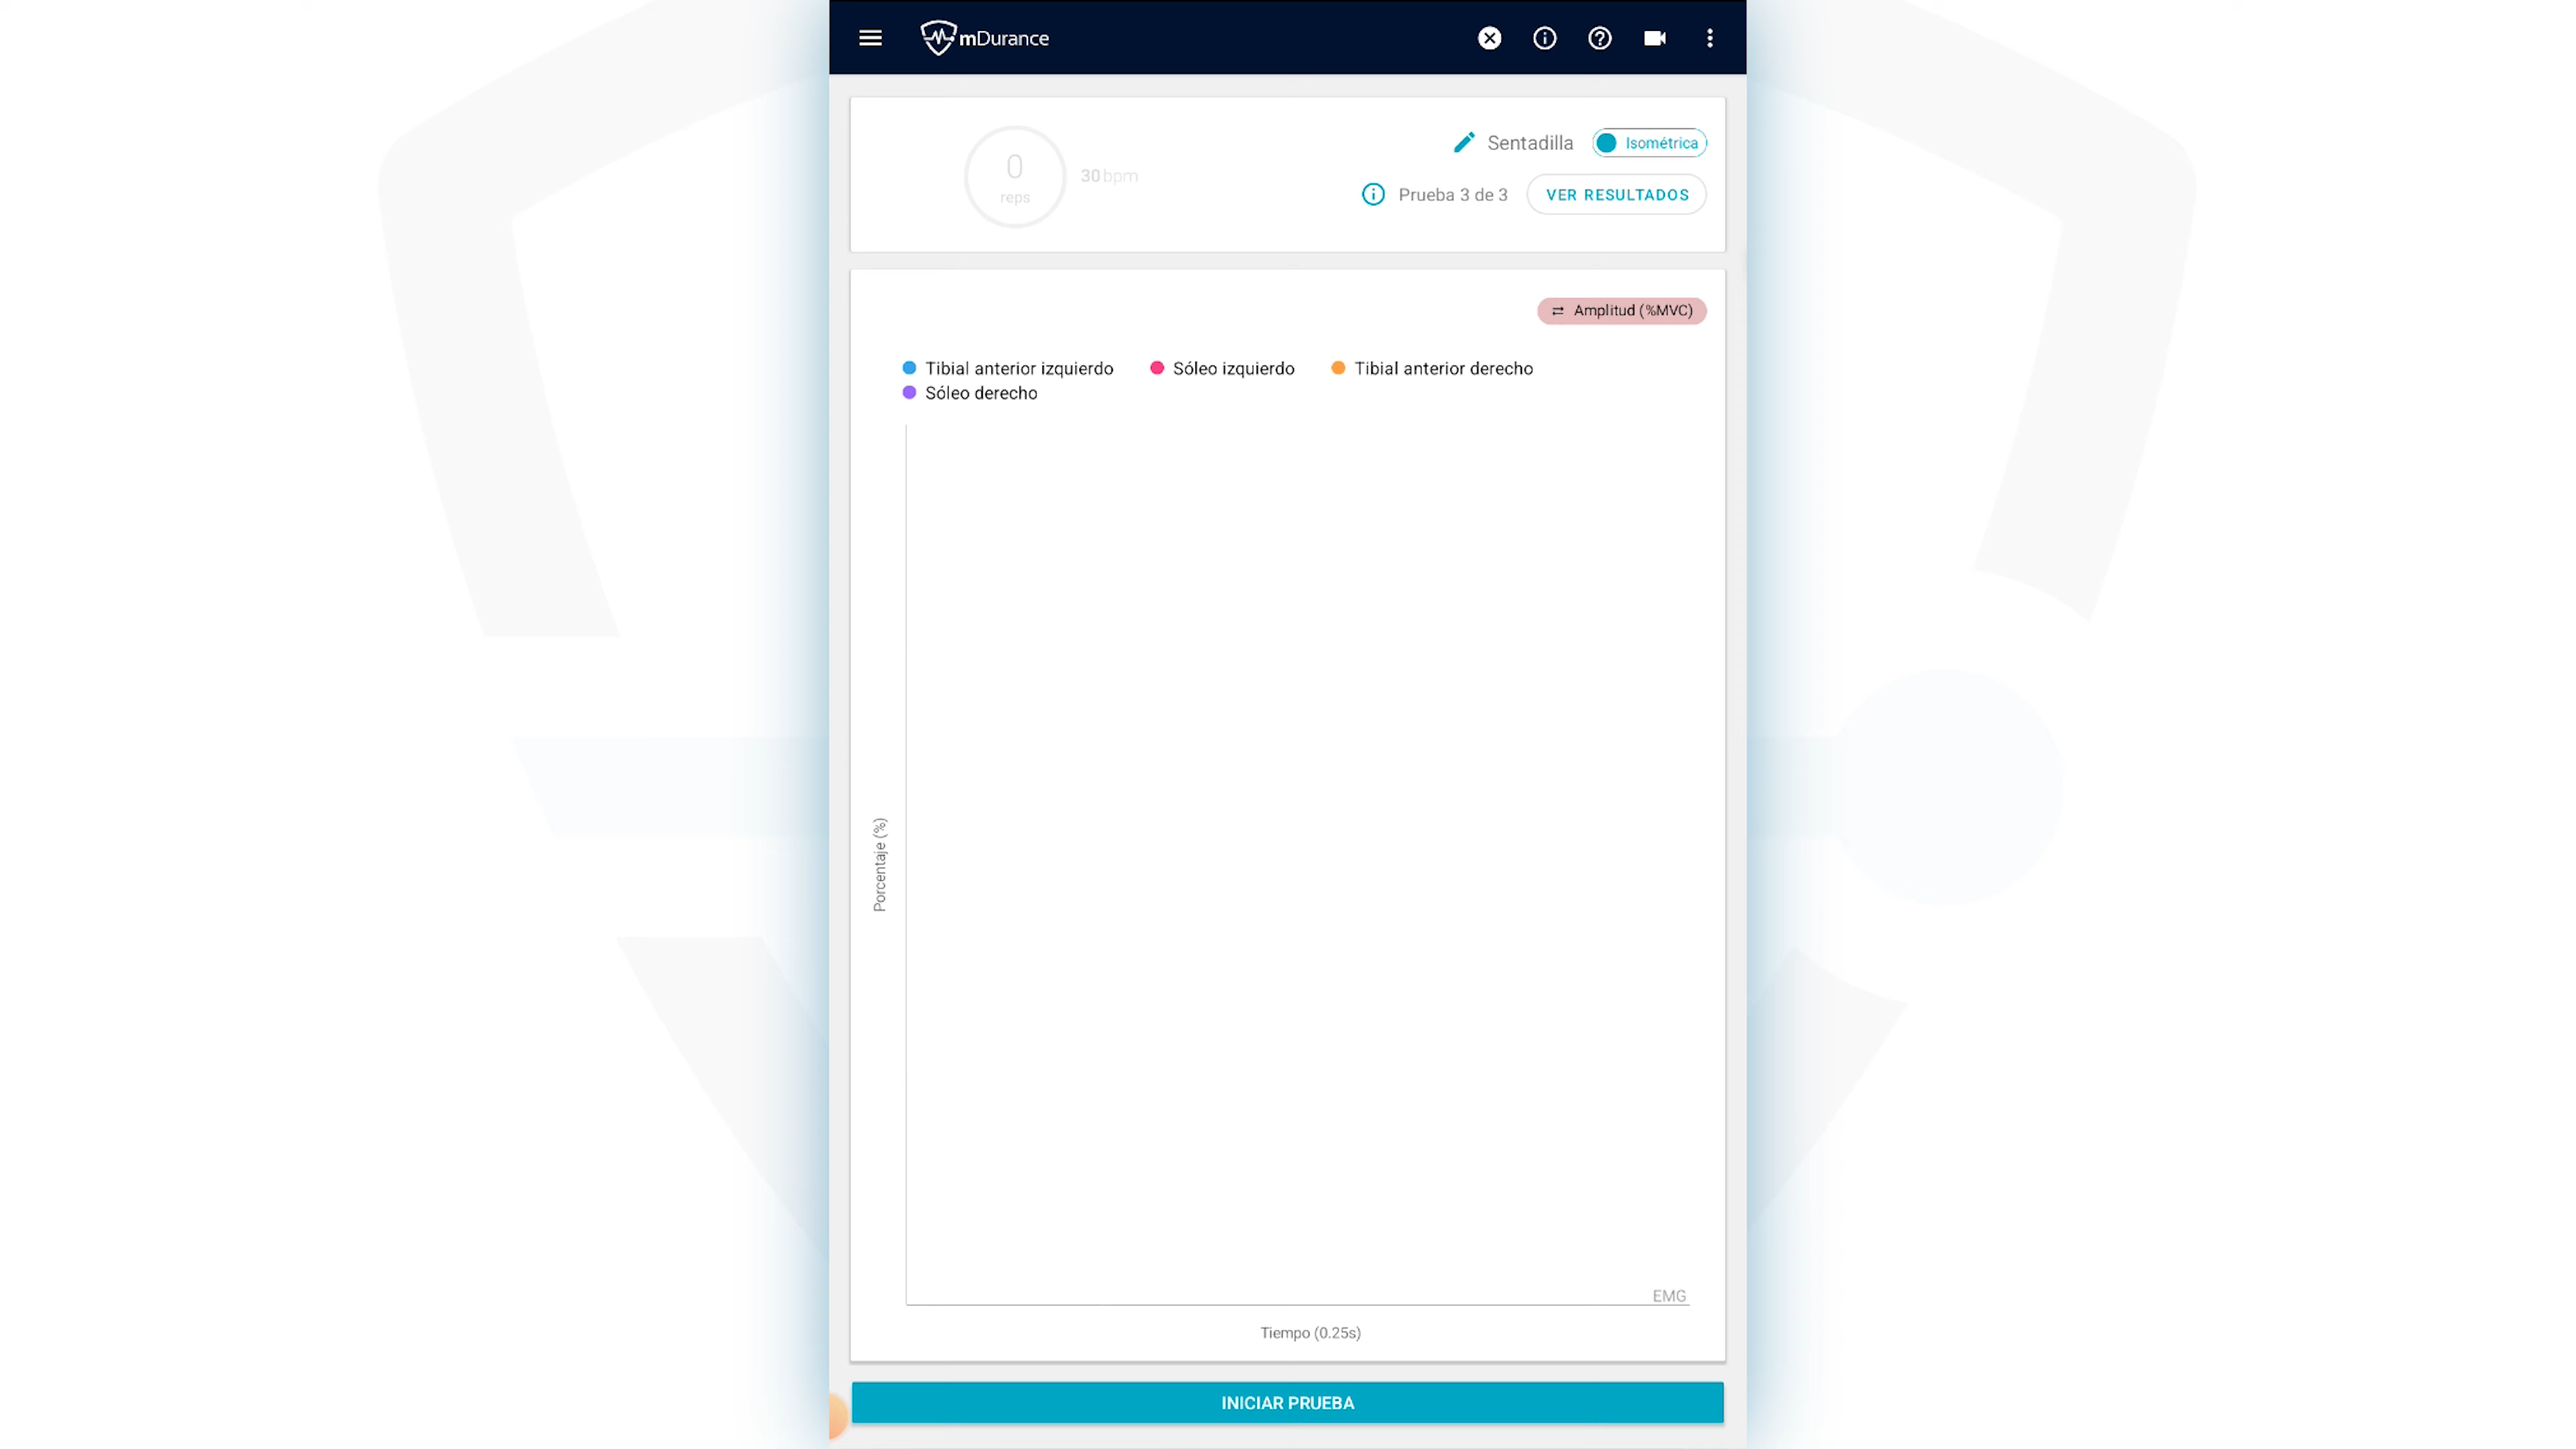 mDurance
0
reps
30 bpm
Sentadilla
Isométrica
Prueba 3 de 3
VER RESULTADOS
Amplitud (%MVC)
Tibial anterior izquierdo
Sóleo izquierdo
Tibial anterior derecho
Sóleo derecho
Porcentaje (%)
EMG
Tiempo (0.25s)
INICIAR PRUEBA